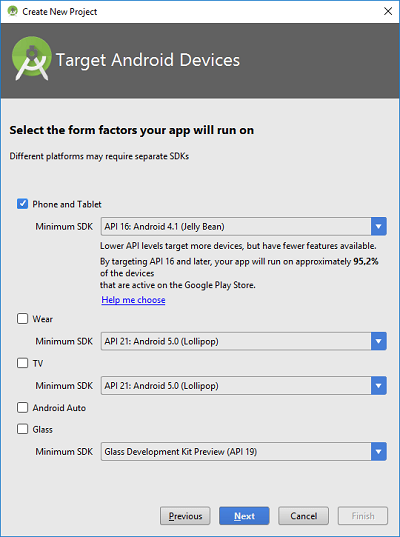 Create New Project
Target Android Devices
Select the form factors your app will run on
Different platforms may require separate SDKs
Phone and Tablet
Minimum SDK API 16: Android 4.1 (Jelly Bean)
Lower API levels target more devices, but have fewer features available.
By targeting API 16 and later, your app will run on approximately 95,2%
of the devices
that are active on the Google Play Store.
Help me choose
Wear
Minimum SDK API 21: Android 5.0 (Lollipop)
TV
Minimum SDK API 21: Android 5.0 (Lollipop)
Android Auto
Glass
Minimum SDK Glass Development Kit Preview (API 19)
Previous Next Cancel Finish